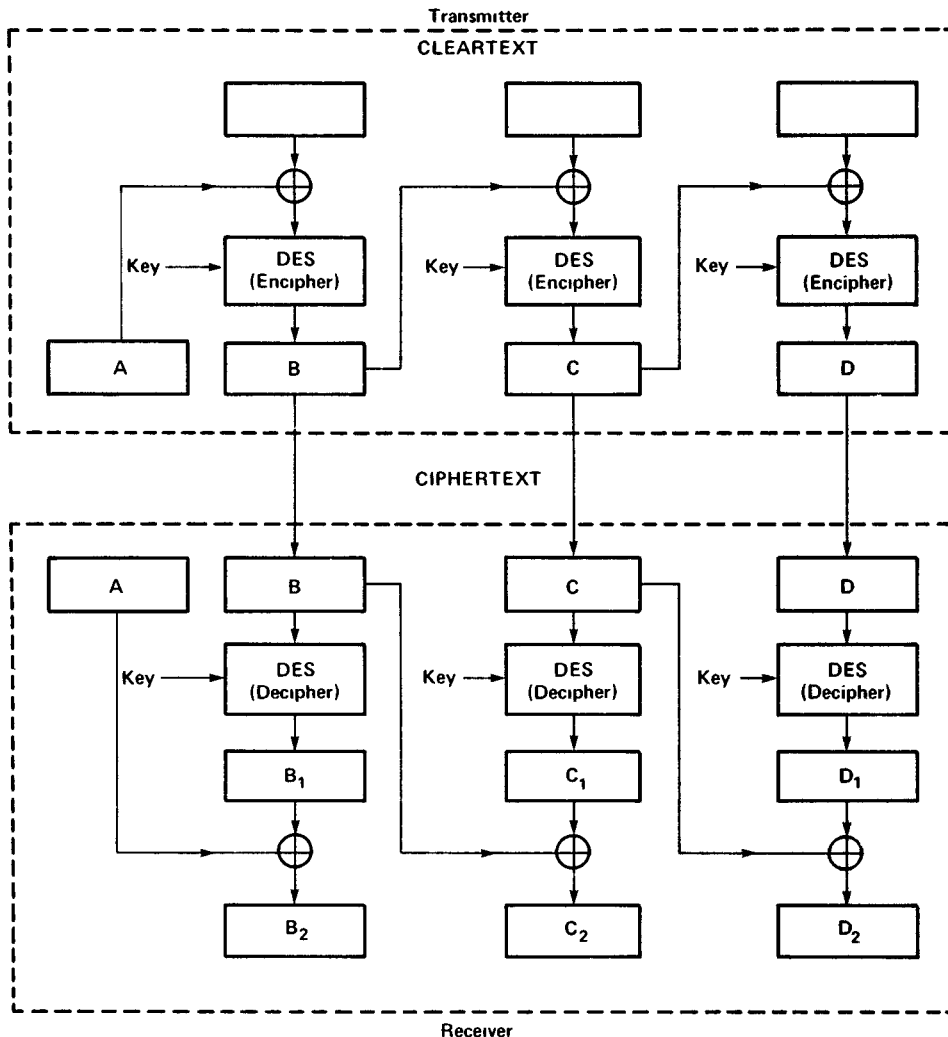 Transmitter
CLEARTEXT
Key
DES
(Encipher)
Key
DES
(Encipher)
Key
DES
(Encipher)
A
B
C
D
CIPHERTEXT
A
B
C
D
Key
DES
(Decipher)
Key
DES
(Decipher)
Key
DES
(Decipher)
B₁
C₁
D₁
B₂
C₂
D₂
Receiver